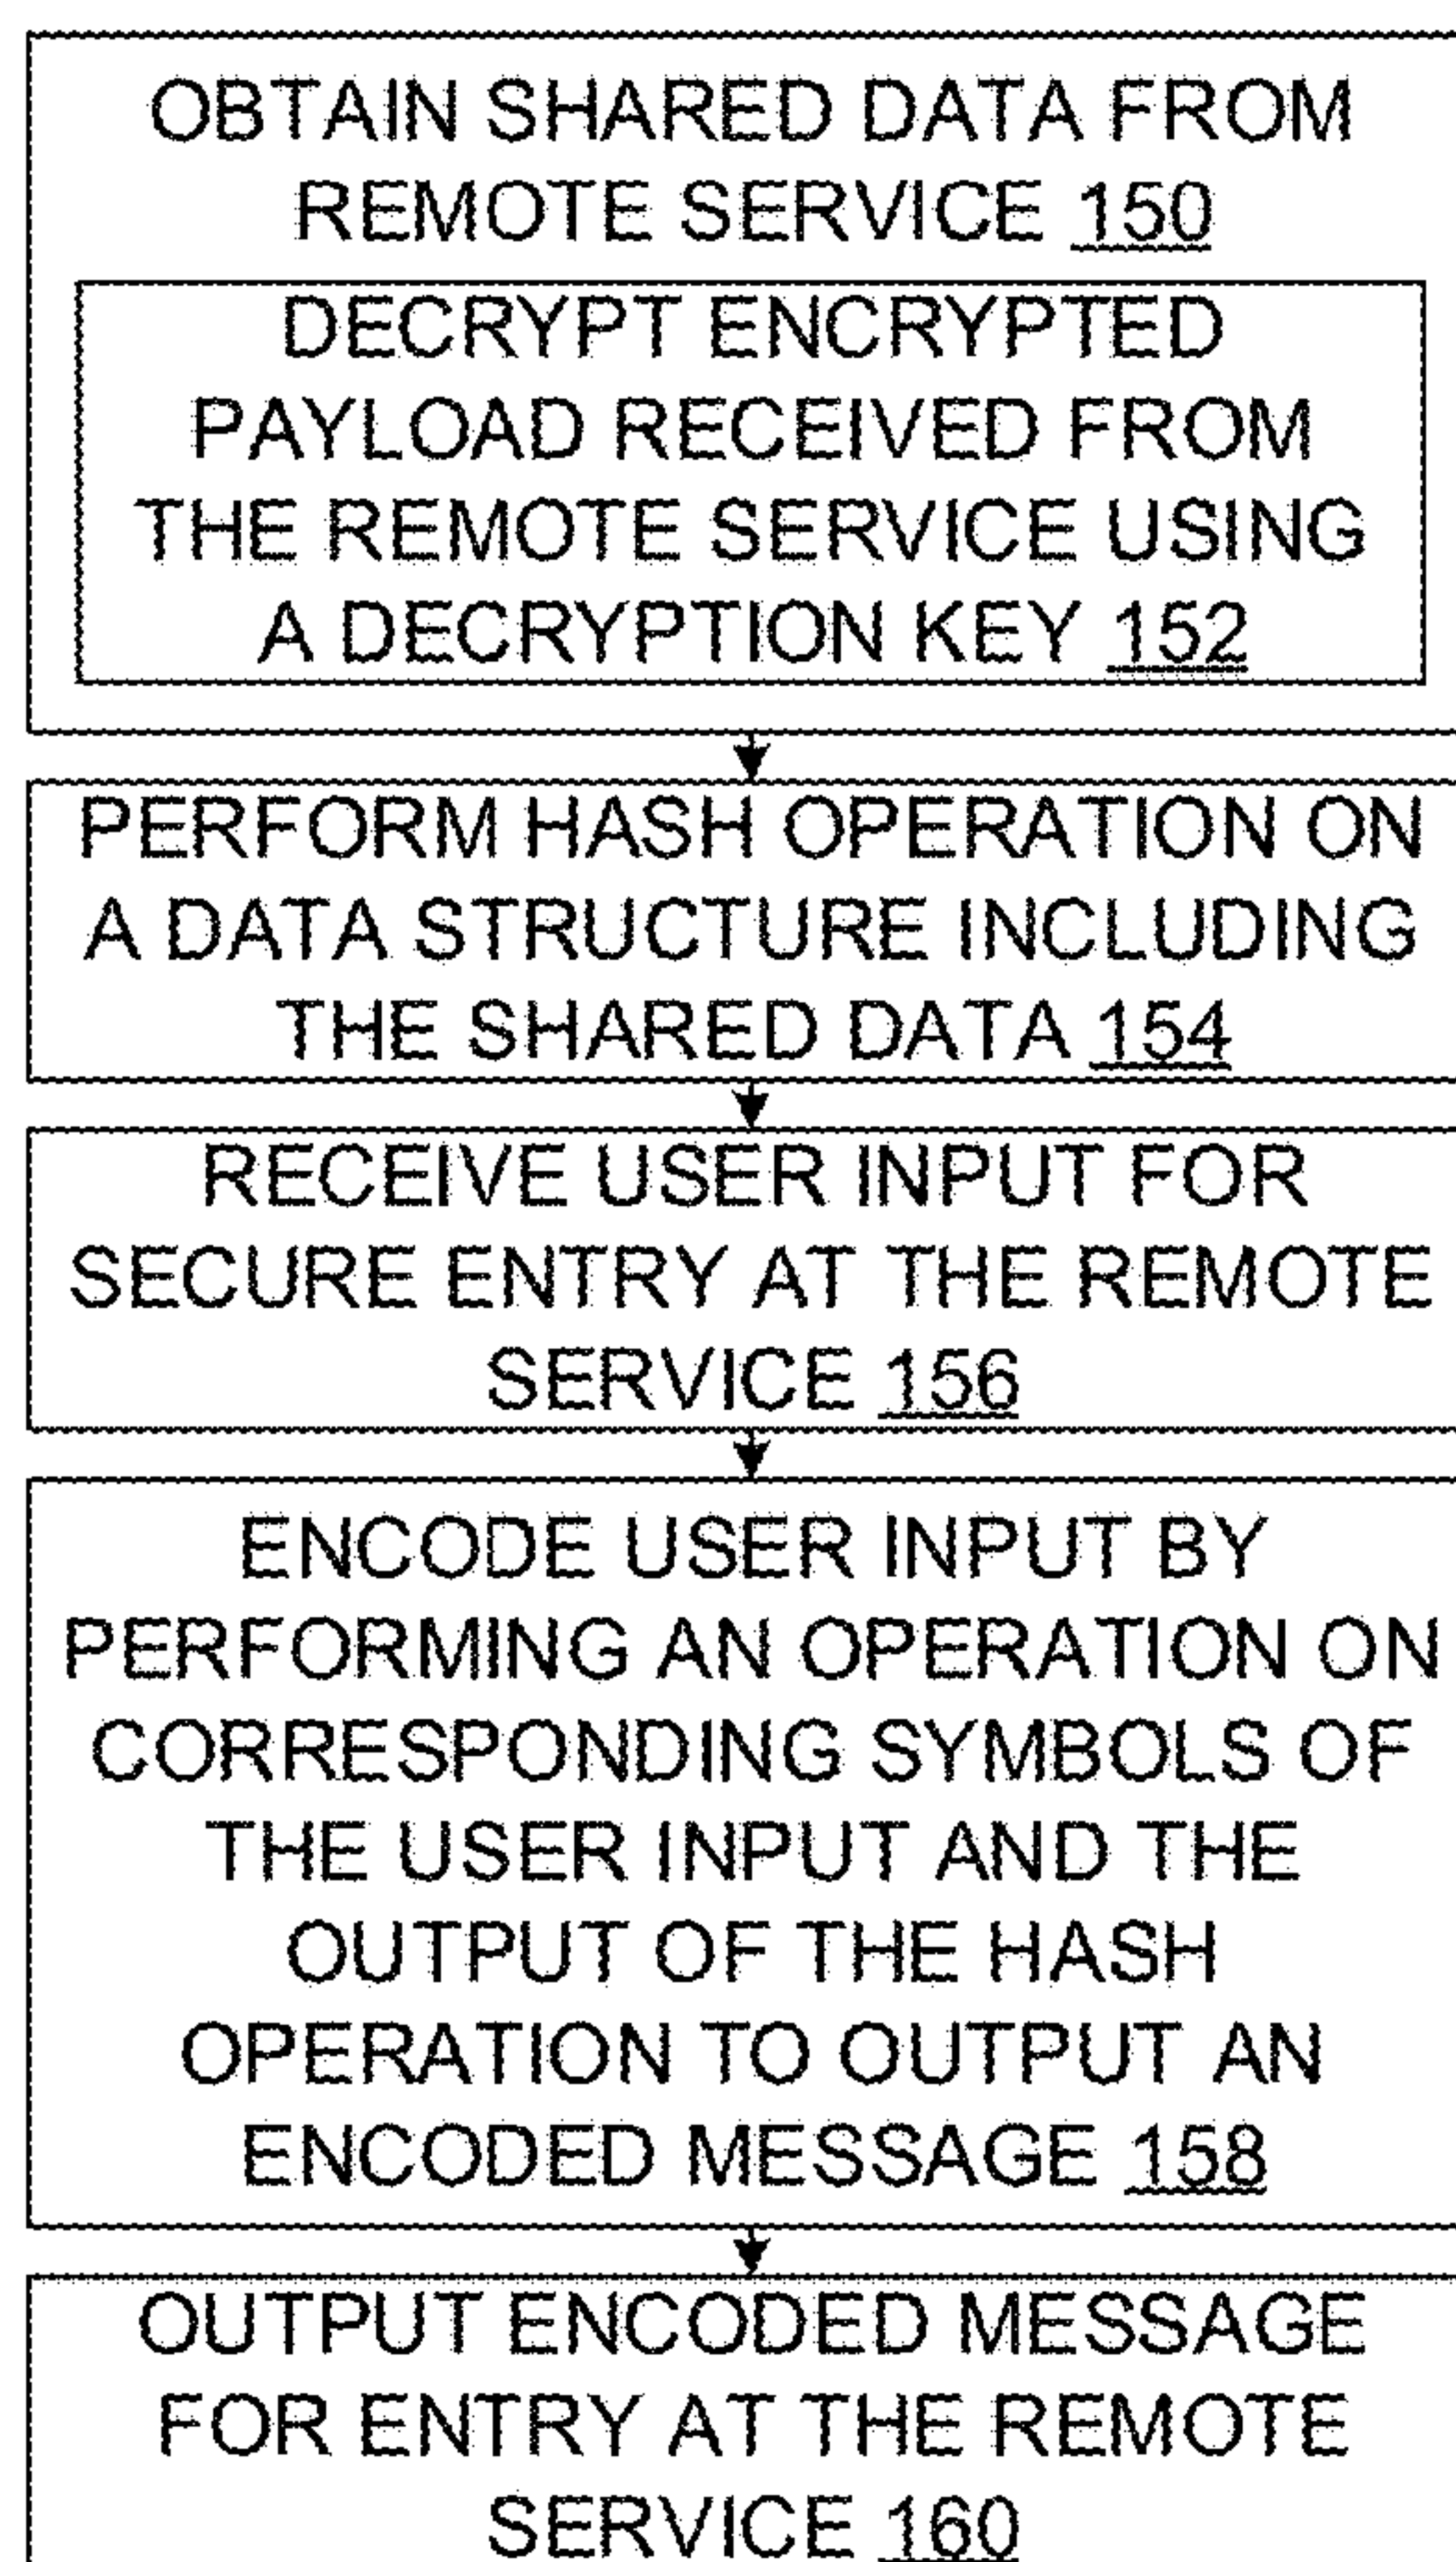 OBTAIN SHARED DATA FROM
REMOTE SERVICE 150
DECRYPT ENCRYPTED
PAYLOAD RECEIVED FROM
THE REMOTE SERVICE USING
A DECRYPTION KEY 152
PERFORM HASH OPERATION ON
A DATA STRUCTURE INCLUDING
THE SHARED DATA 154
RECEIVE USER INPUT FOR
SECURE ENTRY AT THE REMOTE
SERVICE 156
ENCODE USER INPUT BY
PERFORMING AN OPERATION ON
CORRESPONDING SYMBOLS OF
THE USER INPUT AND THE
OUTPUT OF THE HASH
OPERATION TO OUTPUT AN
ENCODED MESSAGE 158
OUTPUT ENCODED MESSAGE
FOR ENTRY AT THE REMOTE
SERVICE 160